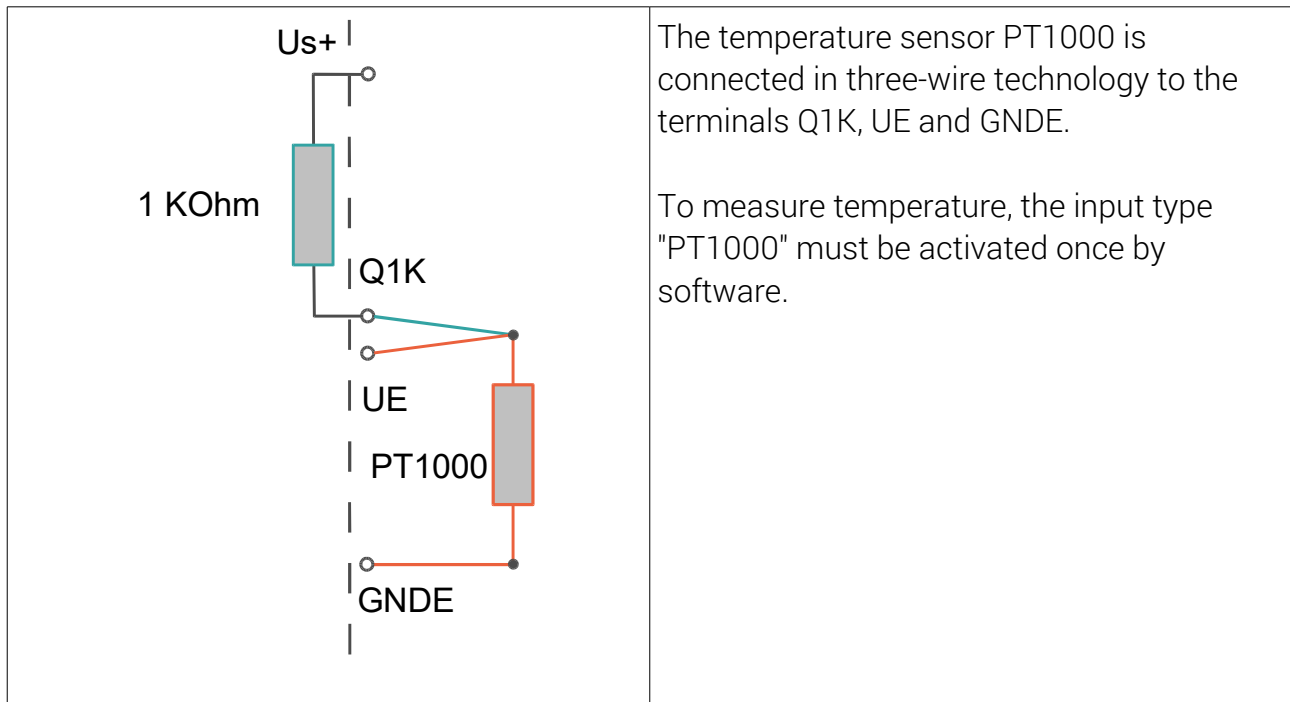 Us+
1 KOhm
Q1K
UE
PT1000
GNDE
The temperature sensor PT1000 is
connected in three-wire technology to the
terminals Q1K, UE and GNDE.
To measure temperature, the input type
"PT1000" must be activated once by
software.